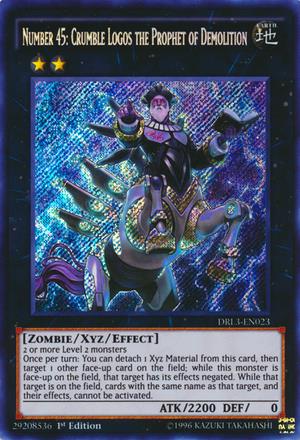 NUMBER 45: CRUMBLE LOGOS THE PROPHET OF DEMOLITION
EARTH
地
DRL3-EN023
[ZOMBIE/XYZ/EFFECT]
2 or more Level 2 monsters
Once per turn: You can detach 1 Xyz Material from this card, then
target 1 other face-up card on the field; while this monster is
face-up on the field, that target has its effects negated. While that
target is on the field, cards with the same name as that target, and
their effects, cannot be activated.
ATK/2200 DEF/ 0
29208536 1st Edition ©1996 KAZUKI TAKAHASHI